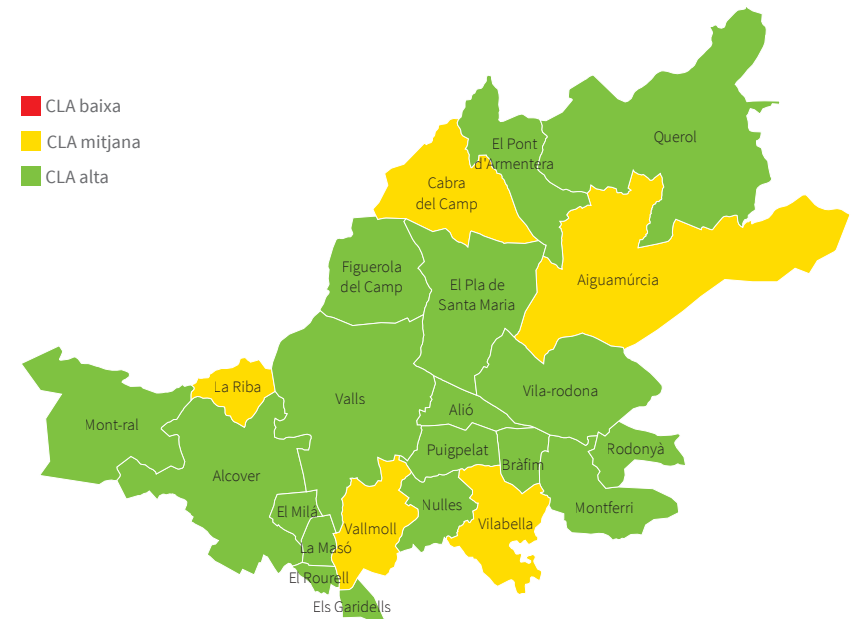 CLA baixa
CLA mitjana
CLA alta
Querol
El Pont
d'Armentera
Cabra
del Camp
Figuerola
del Camp
El Pla de
Santa Maria
Aiguamúrcia
La Riba
Valls
Vila-rodona
Mont-ral
Alió
Puigpelat
Bràfim
Rodonyà
Alcover
El Milá
Vallmoll
Nulles
Vilabella
Montferri
La Masó
El Rourell
Els Garidells